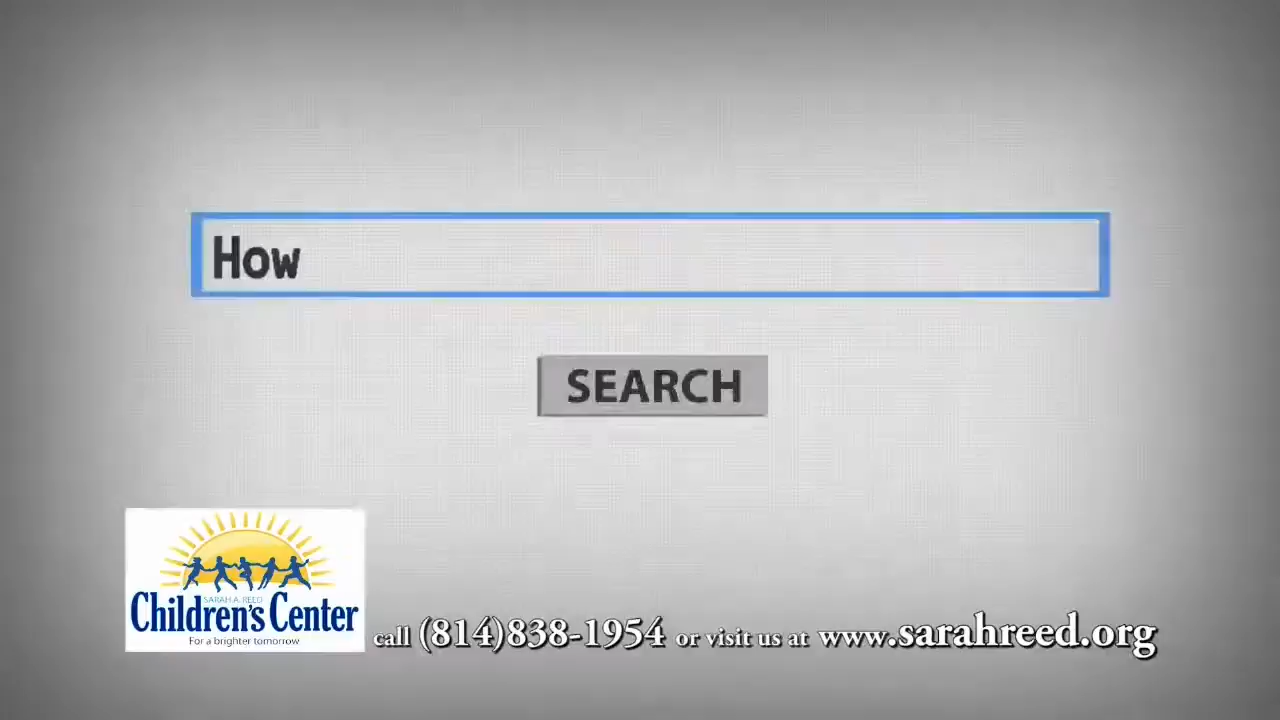 How
SEARCH
SARAH A. REED
Children's Center
For a brighter tomorrow
call (814)838-1954 or visit us at www.sarahreed.org